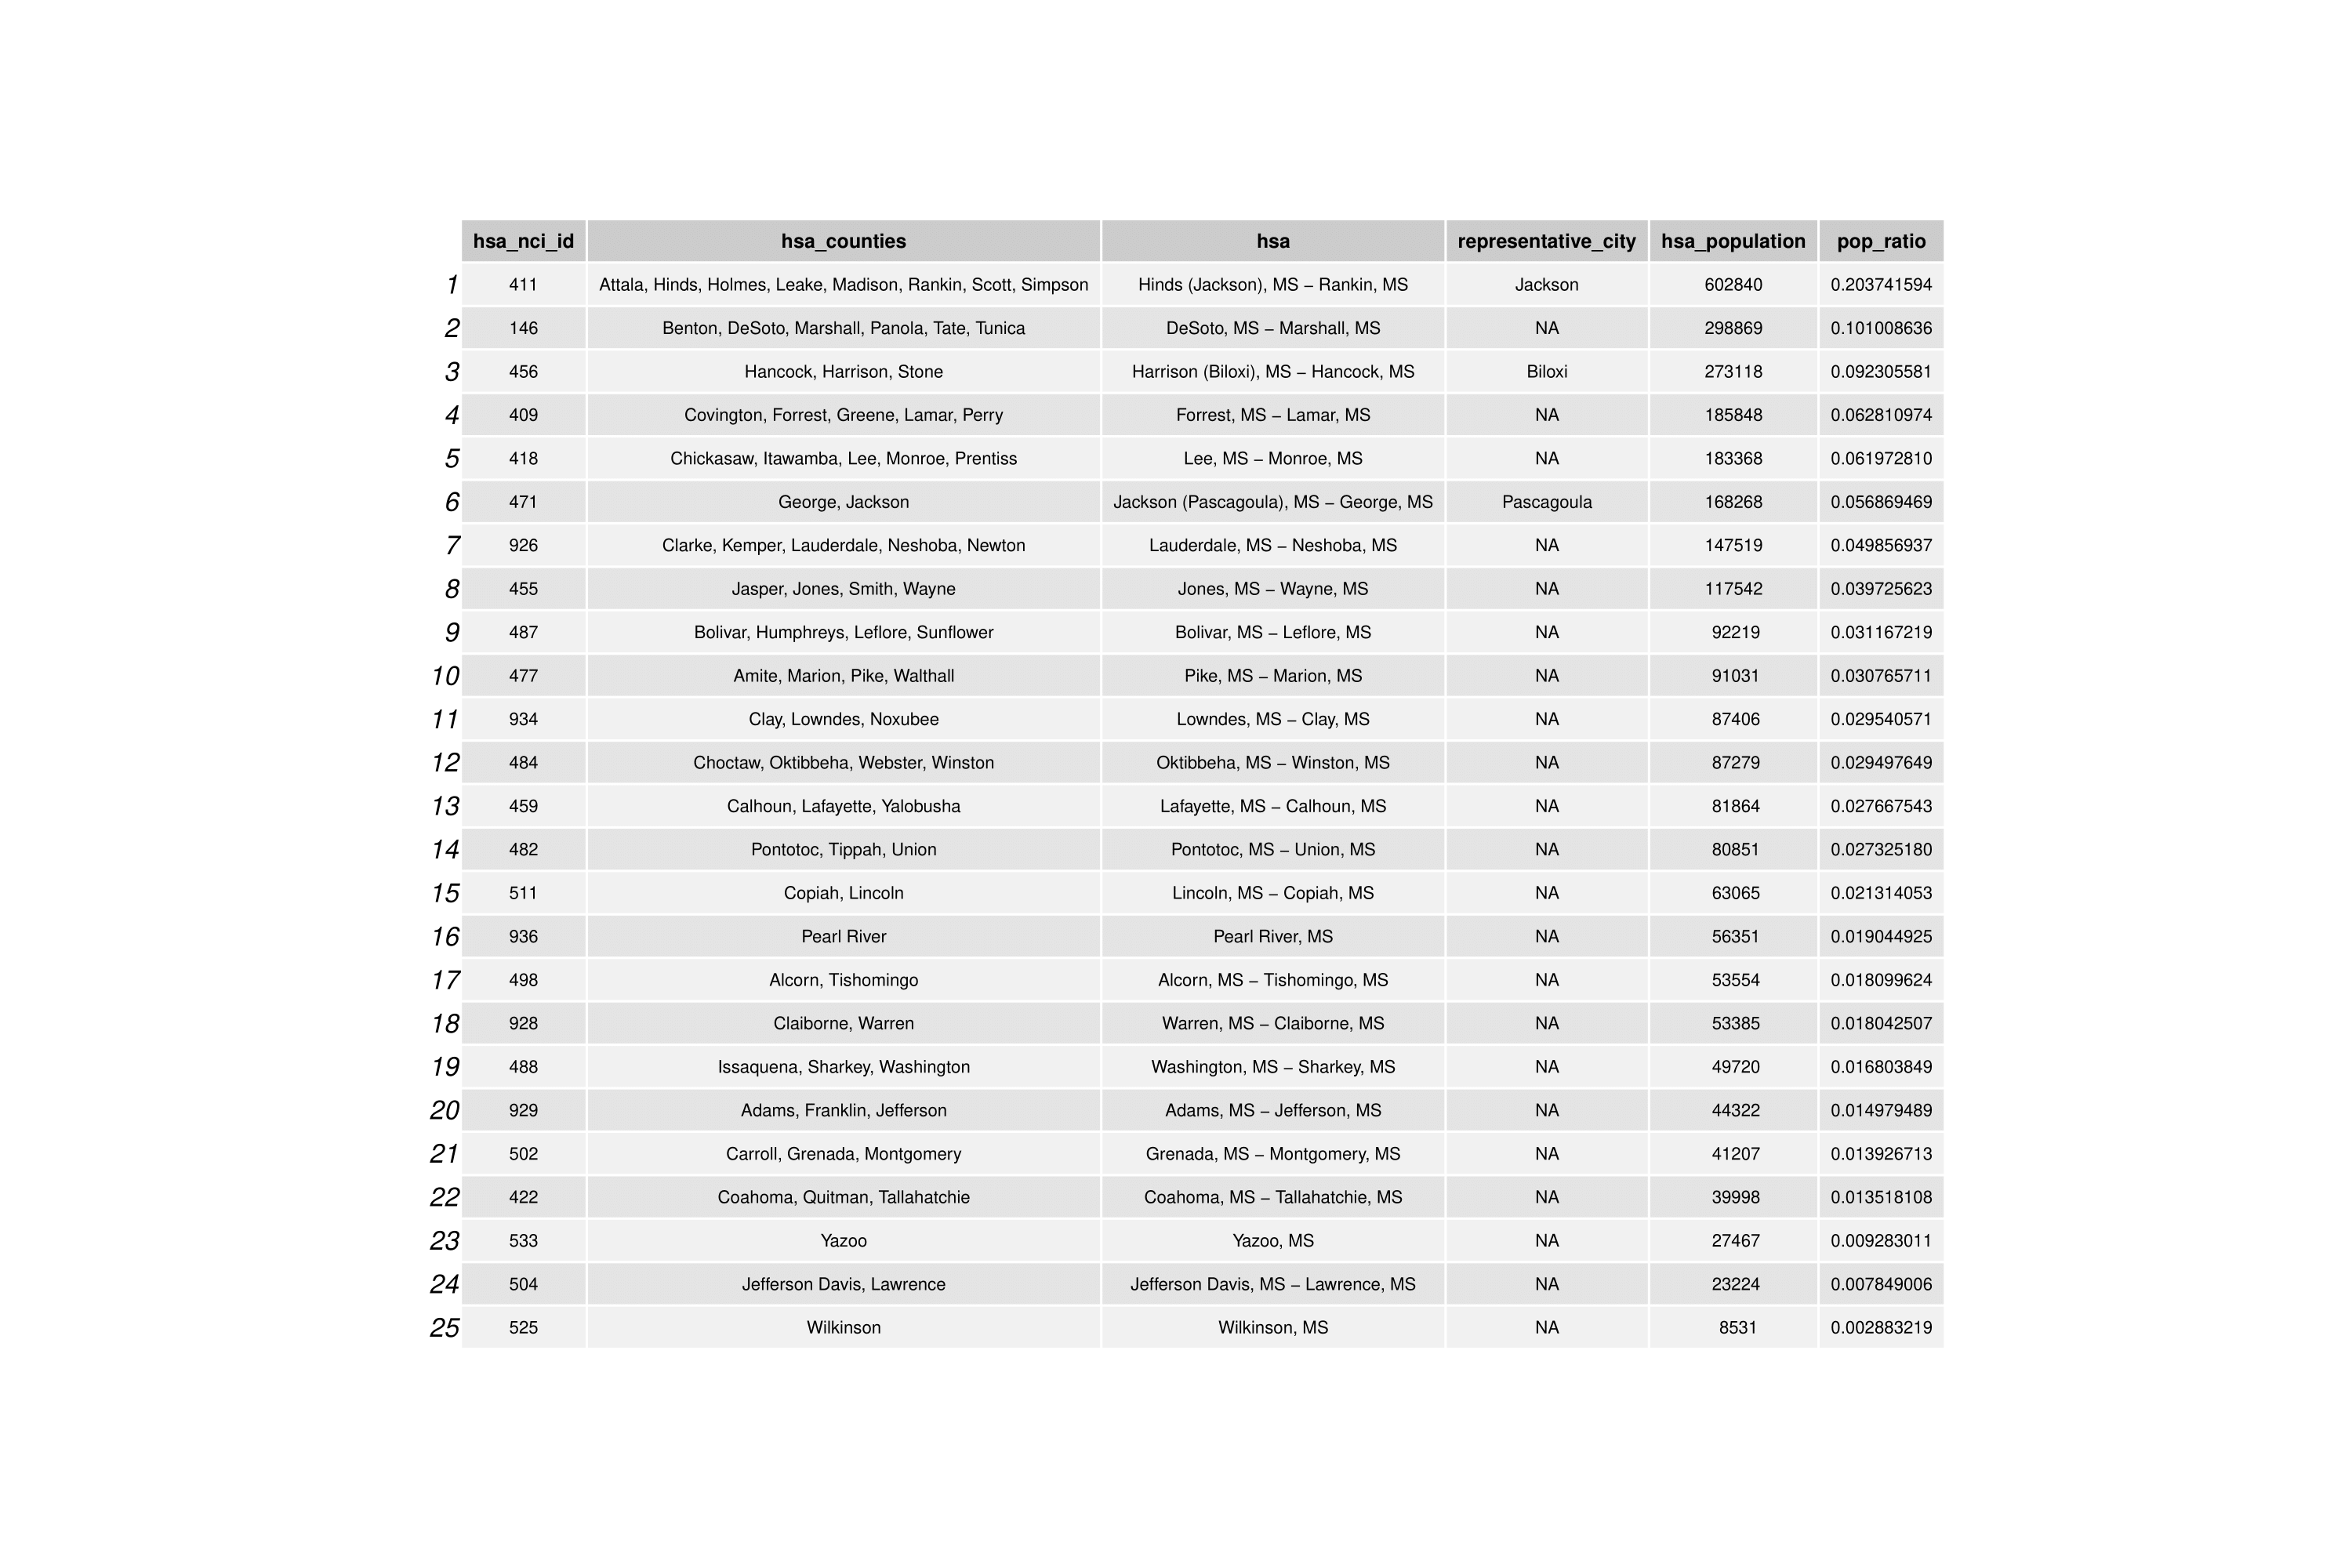 hsa_nci_id hsa_counties hsa representative_city hsa_population pop_ratio
1 411 Attala, Hinds, Holmes, Leake, Madison, Rankin, Scott, Simpson Hinds (Jackson), MS − Rankin, MS Jackson 602840 0.203741594
2 146 Benton, DeSoto, Marshall, Panola, Tate, Tunica DeSoto, MS − Marshall, MS NA 298869 0.101008636
3 456 Hancock, Harrison, Stone Harrison (Biloxi), MS − Hancock, MS Biloxi 273118 0.092305581
4 409 Covington, Forrest, Greene, Lamar, Perry Forrest, MS − Lamar, MS NA 185848 0.062810974
5 418 Chickasaw, Itawamba, Lee, Monroe, Prentiss Lee, MS − Monroe, MS NA 183368 0.061972810
6 471 George, Jackson Jackson (Pascagoula), MS − George, MS Pascagoula 168268 0.056869469
7 926 Clarke, Kemper, Lauderdale, Neshoba, Newton Lauderdale, MS − Neshoba, MS NA 147519 0.049856937
8 455 Jasper, Jones, Smith, Wayne Jones, MS − Wayne, MS NA 117542 0.039725623
9 487 Bolivar, Humphreys, Leflore, Sunflower Bolivar, MS − Leflore, MS NA 92219 0.031167219
10 477 Amite, Marion, Pike, Walthall Pike, MS − Marion, MS NA 91031 0.030765711
11 934 Clay, Lowndes, Noxubee Lowndes, MS − Clay, MS NA 87406 0.029540571
12 484 Choctaw, Oktibbeha, Webster, Winston Oktibbeha, MS − Winston, MS NA 87279 0.029497649
13 459 Calhoun, Lafayette, Yalobusha Lafayette, MS − Calhoun, MS NA 81864 0.027667543
14 482 Pontotoc, Tippah, Union Pontotoc, MS − Union, MS NA 80851 0.027325180
15 511 Copiah, Lincoln Lincoln, MS − Copiah, MS NA 63065 0.021314053
16 936 Pearl River Pearl River, MS NA 56351 0.019044925
17 498 Alcorn, Tishomingo Alcorn, MS − Tishomingo, MS NA 53554 0.018099624
18 928 Claiborne, Warren Warren, MS − Claiborne, MS NA 53385 0.018042507
19 488 Issaquena, Sharkey, Washington Washington, MS − Sharkey, MS NA 49720 0.016803849
20 929 Adams, Franklin, Jefferson Adams, MS − Jefferson, MS NA 44322 0.014979489
21 502 Carroll, Grenada, Montgomery Grenada, MS − Montgomery, MS NA 41207 0.013926713
22 422 Coahoma, Quitman, Tallahatchie Coahoma, MS − Tallahatchie, MS NA 39998 0.013518108
23 533 Yazoo Yazoo, MS NA 27467 0.009283011
24 504 Jefferson Davis, Lawrence Jefferson Davis, MS − Lawrence, MS NA 23224 0.007849006
25 525 Wilkinson Wilkinson, MS NA 8531 0.002883219